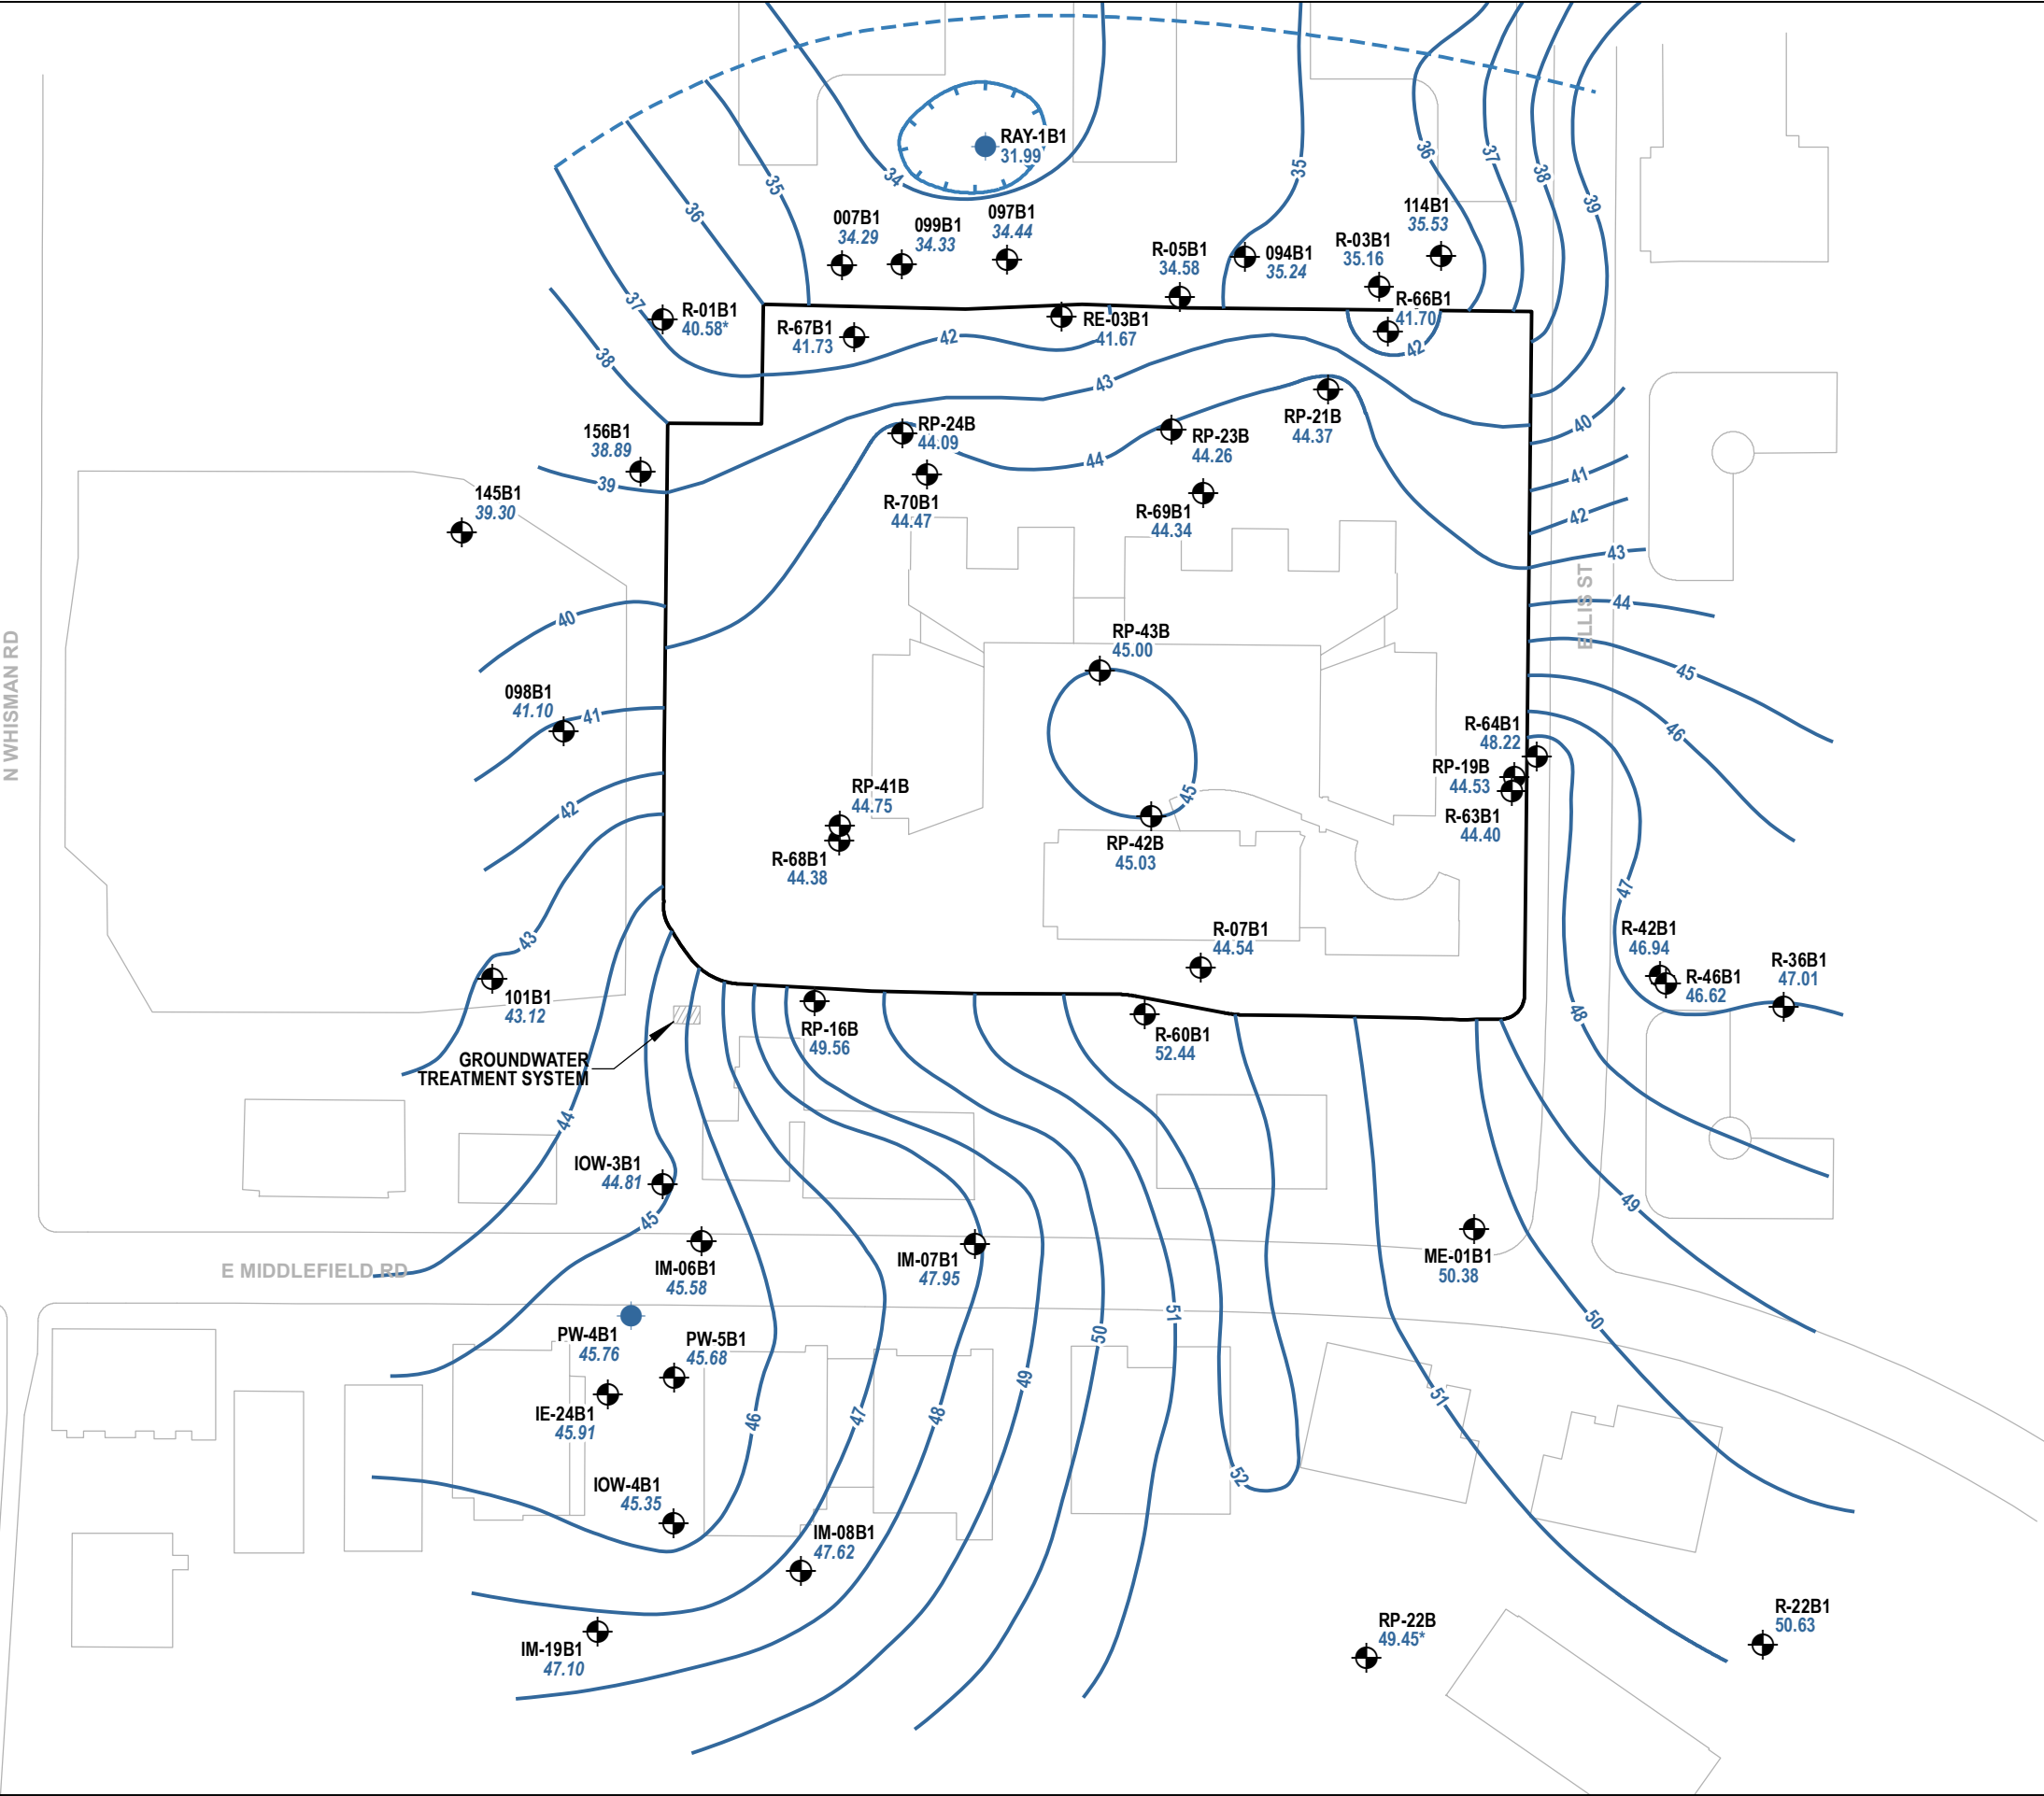 RAY-1B1
31.99
34
35
35
36
36
37
38
39
007B1
34.29
099B1
34.33
097B1
34.44
114B1
35.53
R-05B1
34.58
094B1
35.24
R-03B1
35.16
37
R-01B1
40.58*
R-67B1
41.73
RE-03B1
41.67
R-66B1
41.70
42
42
38
43
40
RP-24B
44.09
RP-23B
44.26
RP-21B
44.37
156B1
38.89
44
41
39
145B1
39.30
R-70B1
44.47
R-69B1
44.34
42
43
ELLIS ST
44
40
RP-43B
45.00
45
N WHISMAN RD
098B1
41.10
41
46
R-64B1
48.22
RP-19B
44.53
R-63B1
44.40
45
RP-41B
44.75
42
RP-42B
45.03
R-68B1
44.38
47
R-07B1
44.54
43
R-42B1
46.94
R-46B1
46.62
R-36B1
47.01
101B1
43.12
48
RP-16B
49.56
R-60B1
52.44
GROUNDWATER
TREATMENT SYSTEM
44
IOW-3B1
44.81
45
49
E MIDDLEFIELD RD
IM-06B1
45.58
IM-07B1
47.95
ME-01B1
50.38
51
50
50
PW-4B1
45.76
PW-5B1
45.68
49
51
IE-24B1
45.91
46
47
48
52
IOW-4B1
45.35
IM-08B1
47.62
IM-19B1
47.10
RP-22B
49.45*
R-22B1
50.63